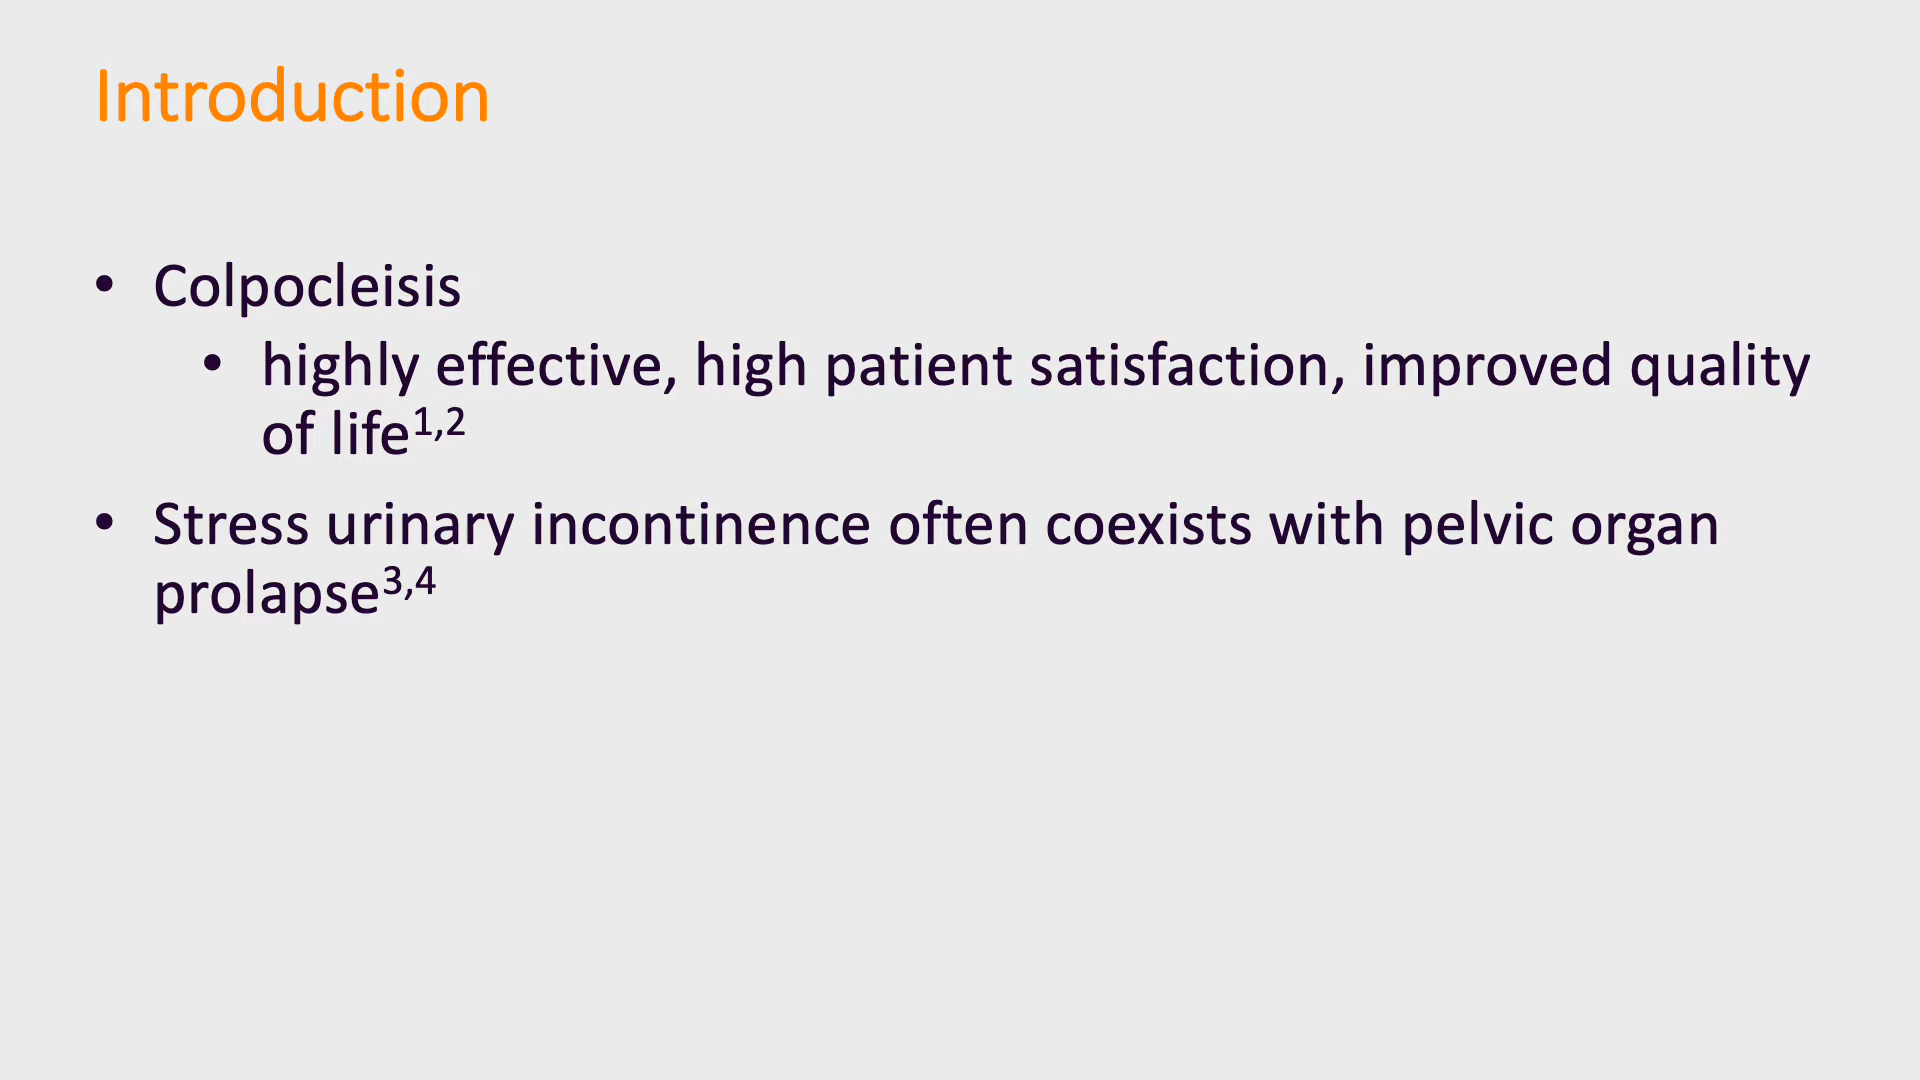 Introduction
• Colpocleisis
• highly effective, high patient satisfaction, improved quality
of life1,2
• Stress urinary incontinence often coexists with pelvic organ
prolapse3,4